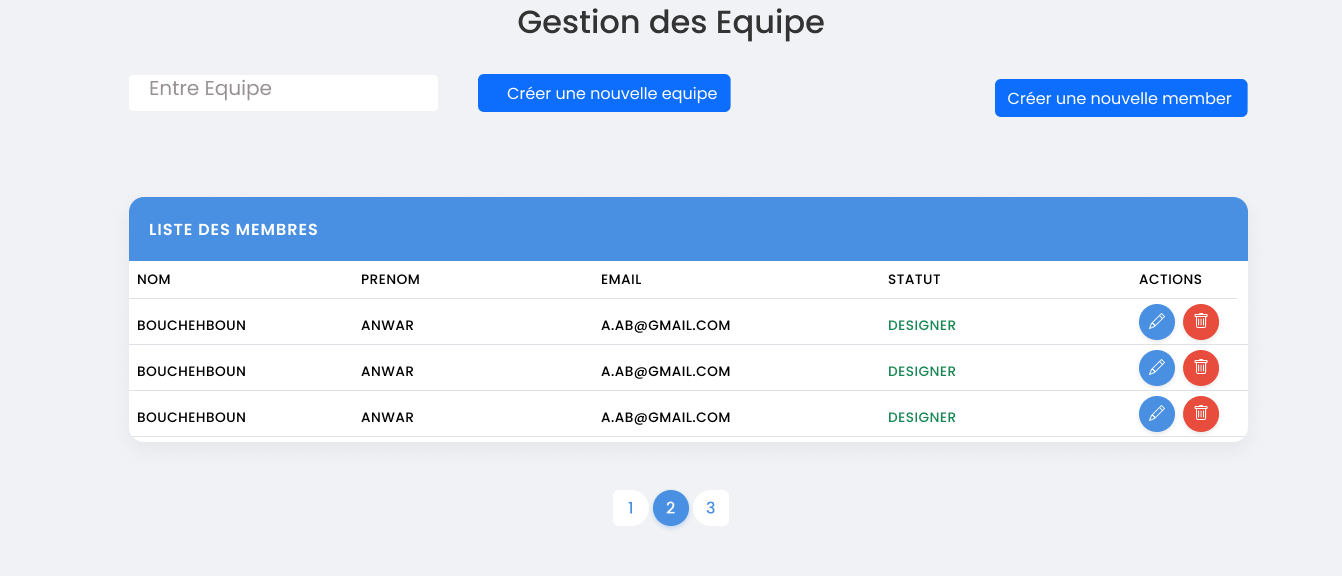 Gestion des Equipe
Entre Equipe Créer une nouvelle equipe Créer une nouvelle member
LISTE DES MEMBRES
NOM PRENOM EMAIL STATUT ACTIONS
BOUCHEHBOUN ANWAR A.AB@GMAIL.COM DESIGNER
BOUCHEHBOUN ANWAR A.AB@GMAIL.COM DESIGNER
BOUCHEHBOUN ANWAR A.AB@GMAIL.COM DESIGNER
1 2 3